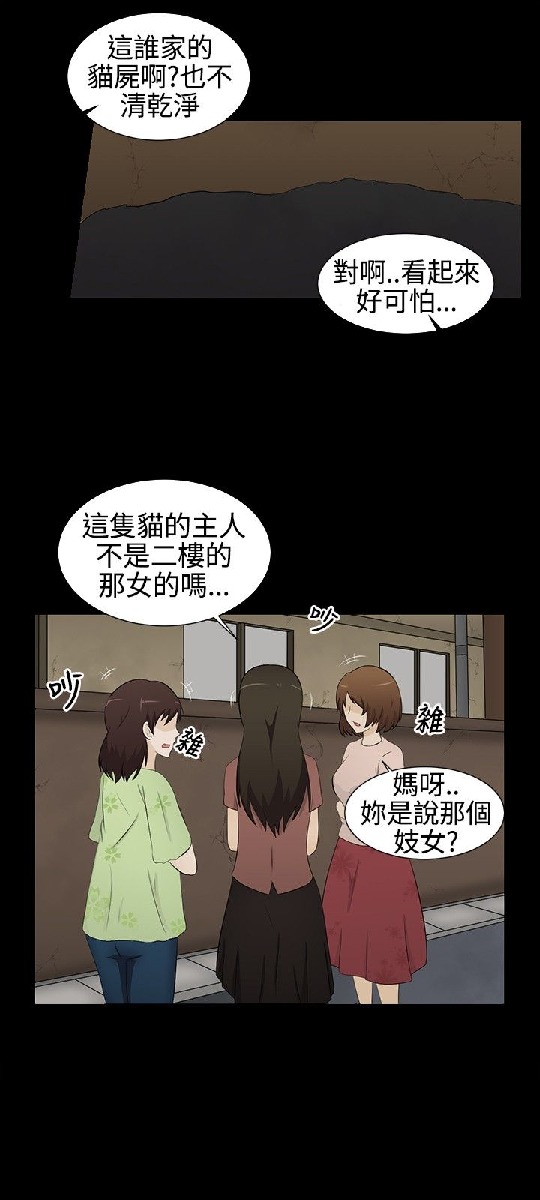 這誰家的
貓屍啊?也不
清乾淨
對啊..看起來
好可怕...
這隻貓的主人
不是二樓的
那女的嗎...
吵
吵
雜
雜
媽呀..
妳是說那個
妓女?